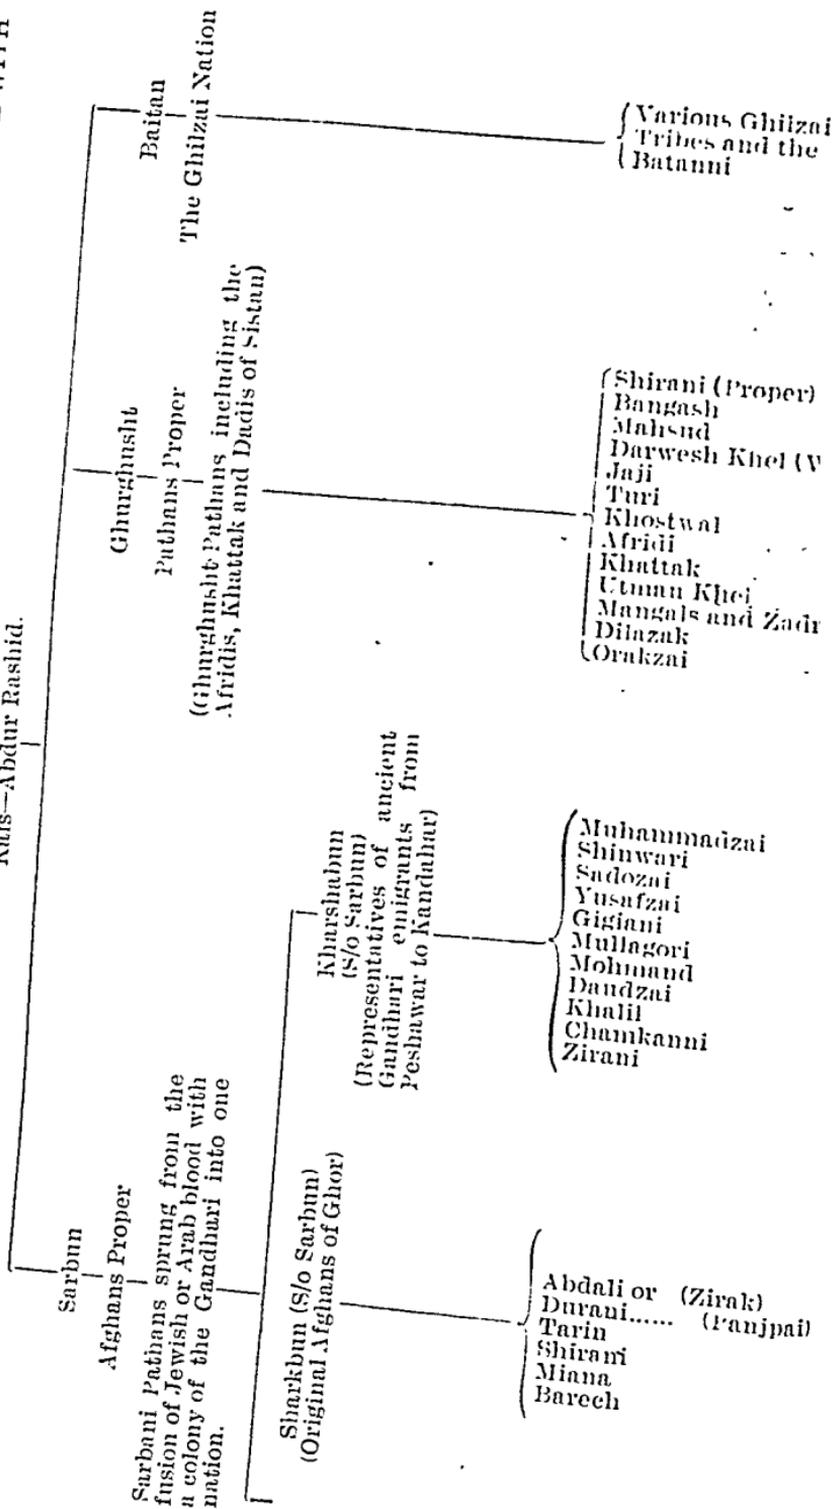 Abdur Rashid.
Baitan
The Ghilzai Nation
Various Ghilzai
Tribes and the
Batanni
Ghurghusht
Pathans Proper
(Ghurghusht Pathans including the
Afridis, Khattak and Dadis of Sistan)
Shirani (Proper)
Bangash
Mahsud
Darwesh Khel (
Jaji
Turi
Khostwal
Afridi
Khattak
Utman Khel
Mangals and Zadr
Dilazak
Orakzai
Sarbun
Afghans Proper
Sarbani Pathans sprung from the
fusion of Jewish or Arab blood with
a colony of the Gandhari into one
nation.
Kharshabun
(S/o Sarbun)
(Representatives of ancient
Gandhari emigrants from
Peshawar to Kandahar)
Muhammadzai
Shinwari
Sadozai
Yusafzai
Gigiani
Mullagori
Mohmand
Daudzai
Khalil
Chamkanni
Zirani
Sharkbun (S/o Sarbun)
(Original Afghans of Ghor)
Abdali or (Zirak)
Durani...... (Panjpai)
Tarin
Shirani
Miana
Barech